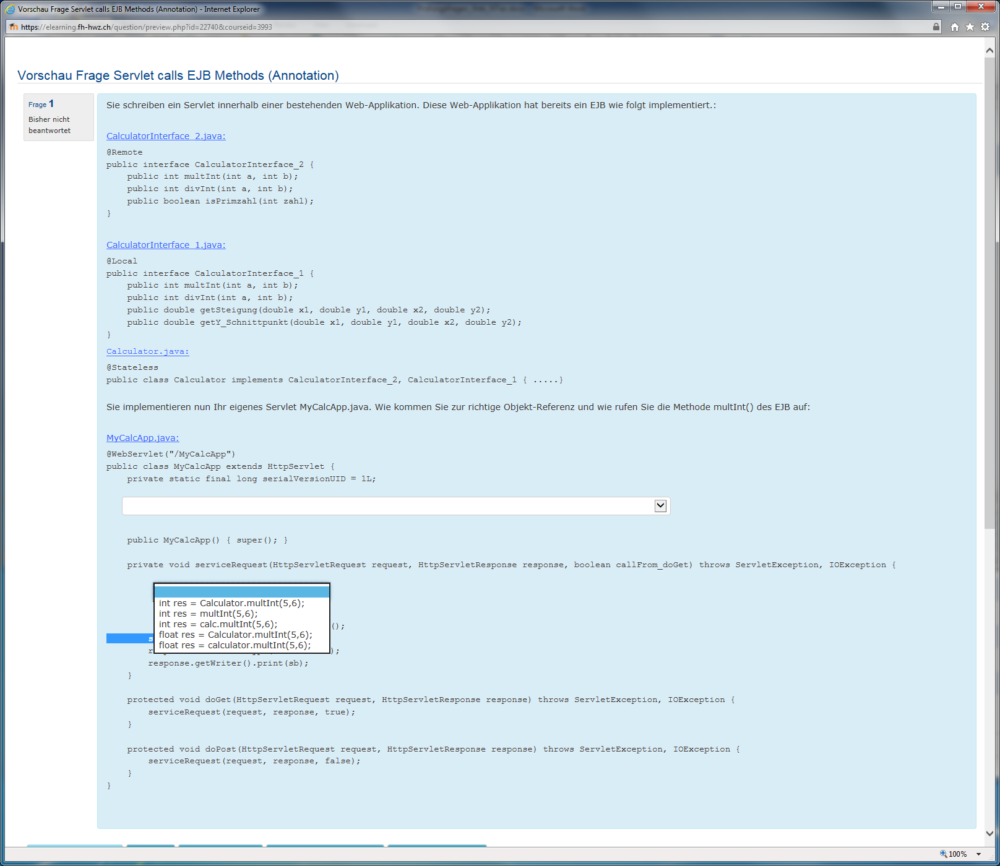 Vorschau Frage Servlet calls EJB Methods (Annotation) - Internet Explorer
https://elearning.fh-hwz.ch/question/preview.php?id=22740&courseid=3993
Vorschau Frage Servlet calls EJB Methods (Annotation)
Frage 1
Bisher nicht
beantwortet
Sie schreiben ein Servlet innerhalb einer bestehenden Web-Applikation. Diese Web-Applikation hat bereits ein EJB wie folgt implementiert.:
CalculatorInterface_2.java:
@Remote
public interface CalculatorInterface_2 {
    public int multInt(int a, int b);
    public int divInt(int a, int b);
    public boolean isPrimzahl(int zahl);
}
CalculatorInterface_1.java:
@Local
public interface CalculatorInterface_1 {
    public int multInt(int a, int b);
    public int divInt(int a, int b);
    public double getSteigung(double x1, double y1, double x2, double y2);
    public double getY_Schnittpunkt(double x1, double y1, double x2, double y2);
}
Calculator.java:
@Stateless
public class Calculator implements CalculatorInterface_2, CalculatorInterface_1 { .....}
Sie implementieren nun Ihr eigenes Servlet MyCalcApp.java. Wie kommen Sie zur richtige Objekt-Referenz und wie rufen Sie die Methode multInt() des EJB auf:
MyCalcApp.java:
@WebServlet("/MyCalcApp")
public class MyCalcApp extends HttpServlet {
    private static final long serialVersionUID = 1L;
    public MyCalcApp() { super(); }
    private void serviceRequest(HttpServletRequest request, HttpServletResponse response, boolean callFrom_doGet) throws ServletException, IOException {
int res = Calculator.multInt(5,6);
int res = multInt(5,6);
int res = calc.multInt(5,6); ();
float res = Calculator.multInt(5,6);
float res = calculator.multInt(5,6);
);
        response.getWriter().print(sb);
    }
    protected void doGet(HttpServletRequest request, HttpServletResponse response) throws ServletException, IOException {
        serviceRequest(request, response, true);
    }
    protected void doPost(HttpServletRequest request, HttpServletResponse response) throws ServletException, IOException {
        serviceRequest(request, response, false);
    }
}
100%